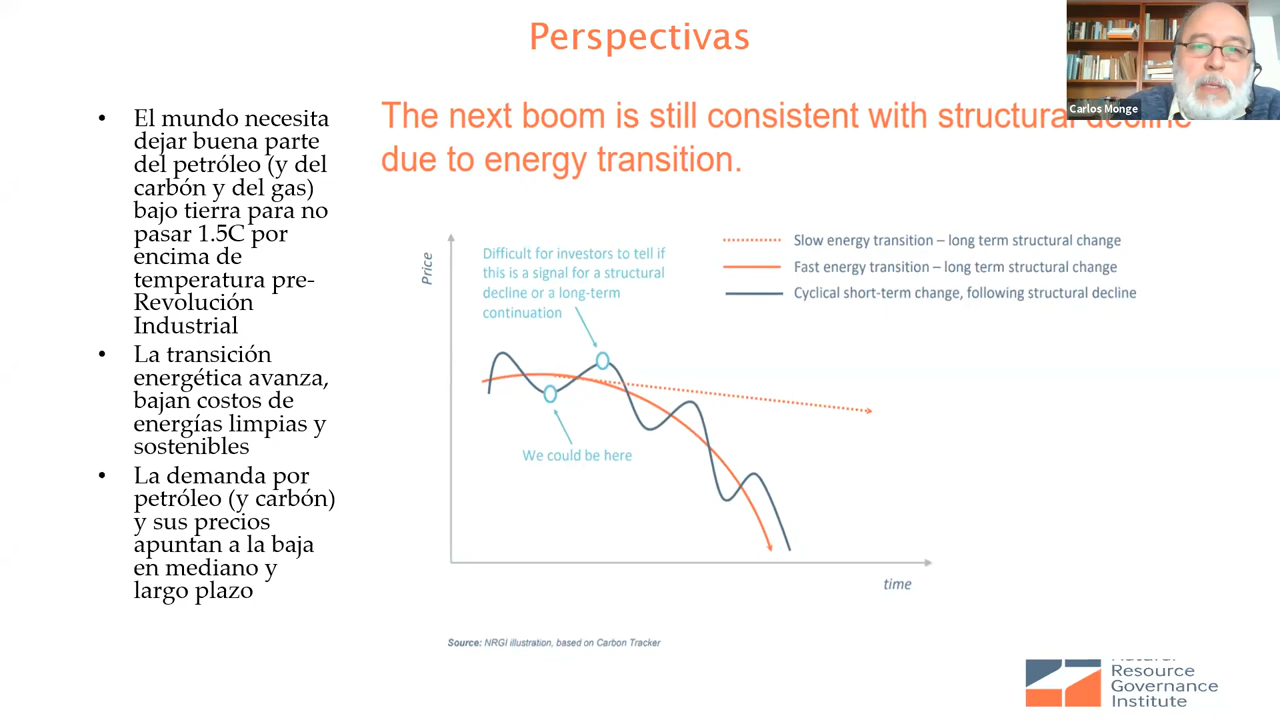 Perspectivas
Carlos Monge
El mundo necesita
dejar buena parte
del petróleo (y del
carbón y del gas)
bajo tierra para no
pasar 1.5C por
encima de
temperatura pre-
Revolución
Industrial
La transición
energética avanza,
bajan costos de
energías limpias y
sostenibles
La demanda por
petróleo (y carbón)
y sus precios
apuntan a la baja
en mediano y
largo plazo
The next boom is still consistent with structural decline
due to energy transition.
Price
Difficult for investors to tell if
this is a signal for a structural
decline or a long-term
continuation
We could be here
Slow energy transition – long term structural change
Fast energy transition – long term structural change
Cyclical short-term change, following structural decline
time
Source: NRGI illustration, based on Carbon Tracker
Natural
Resource
Governance
Institute